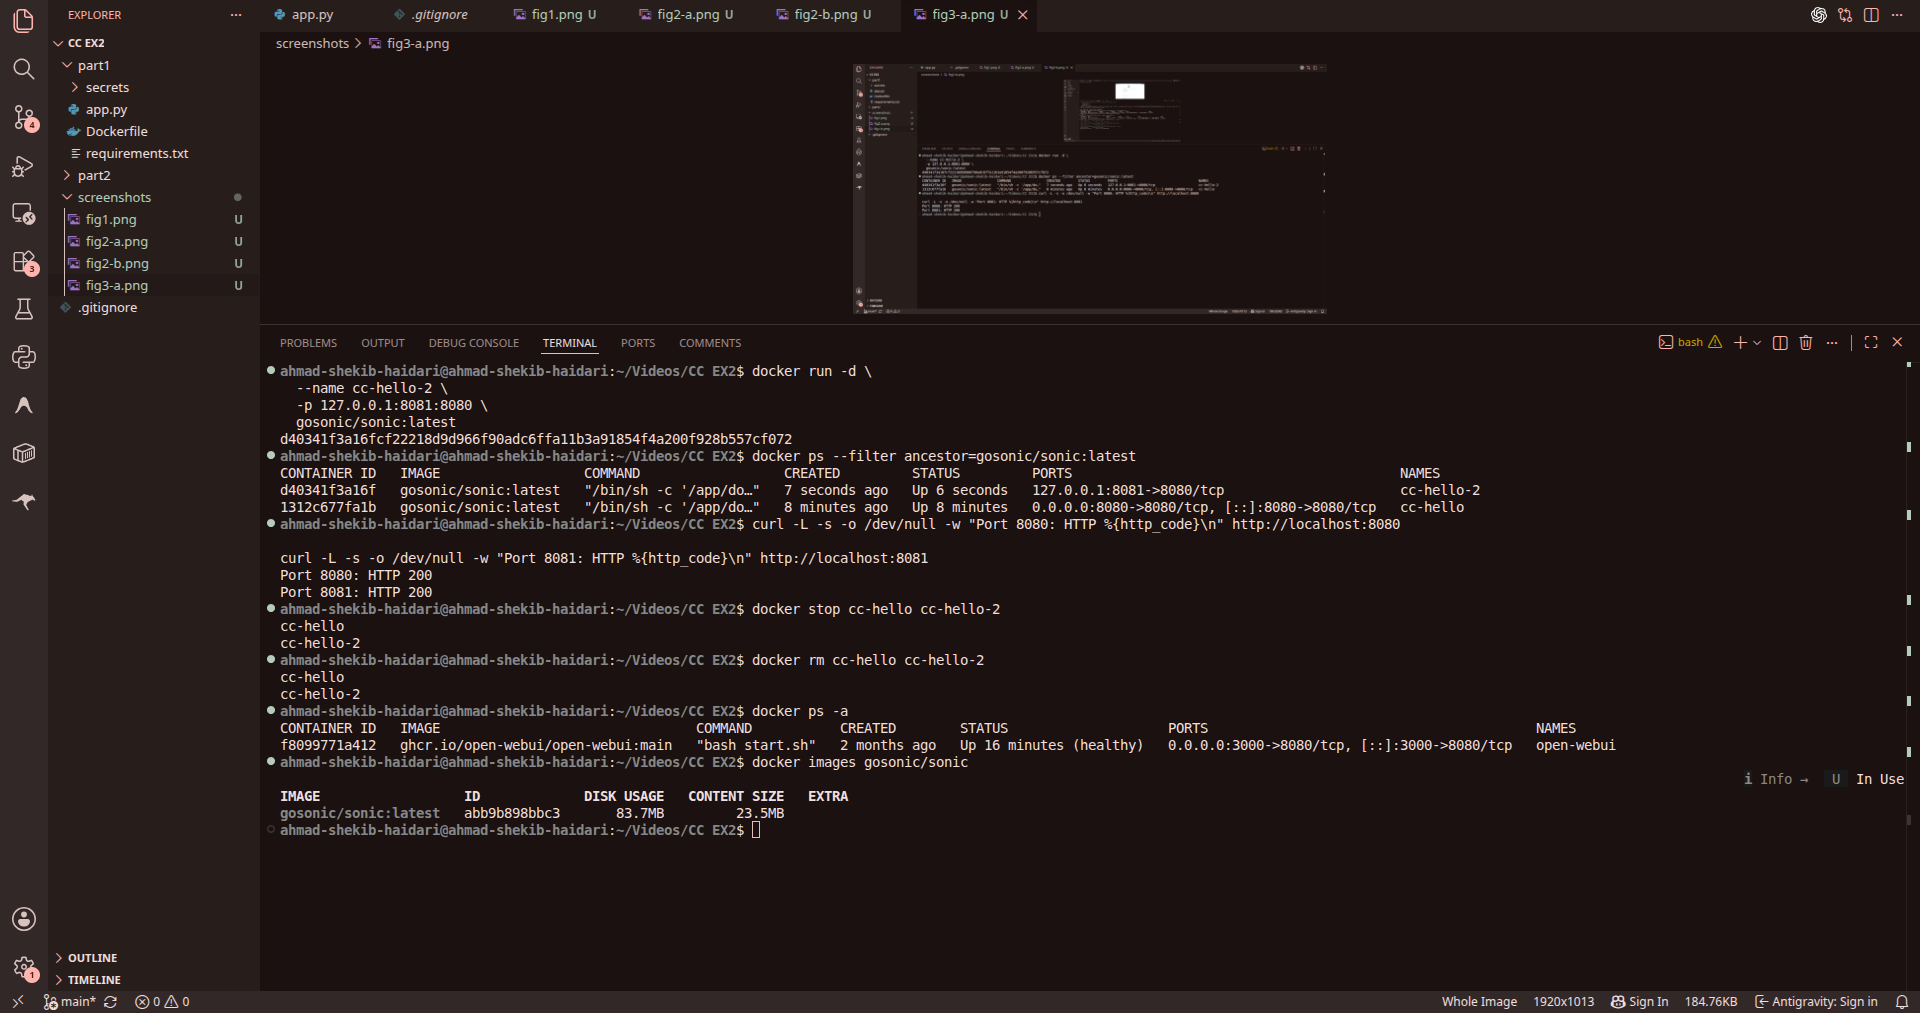 EXPLORER
app.py
.gitignore
fig1.png U
fig2-a.png U
fig2-b.png U
fig3-a.png U
CC EX2
screenshots > fig3-a.png
part1
secrets
app.py
Dockerfile
requirements.txt
part2
screenshots
fig1.png U
fig2-a.png U
fig2-b.png U
fig3-a.png U
.gitignore
4
3
PROBLEMS OUTPUT DEBUG CONSOLE TERMINAL PORTS COMMENTS
bash
ahmad-shekib-haidari@ahmad-shekib-haidari:~/Videos/CC EX2$ docker run -d \
--name cc-hello-2 \
-p 127.0.0.1:8081:8080 \
gosonic/sonic:latest
d40341f3a16fcf22218d9d966f90adc6ffa11b3a91854f4a200f928b557cf072
ahmad-shekib-haidari@ahmad-shekib-haidari:~/Videos/CC EX2$ docker ps --filter ancestor=gosonic/sonic:latest
CONTAINER ID IMAGE COMMAND CREATED STATUS PORTS NAMES
d40341f3a16f gosonic/sonic:latest "/bin/sh -c '/app/do…" 7 seconds ago Up 6 seconds 127.0.0.1:8081->8080/tcp cc-hello-2
1312c677fa1b gosonic/sonic:latest "/bin/sh -c '/app/do…" 8 minutes ago Up 8 minutes 0.0.0.0:8080->8080/tcp, [::]:8080->8080/tcp cc-hello
ahmad-shekib-haidari@ahmad-shekib-haidari:~/Videos/CC EX2$ curl -L -s -o /dev/null -w "Port 8080: HTTP %{http_code}\n" http://localhost:8080
curl -L -s -o /dev/null -w "Port 8081: HTTP %{http_code}\n" http://localhost:8081
Port 8080: HTTP 200
Port 8081: HTTP 200
ahmad-shekib-haidari@ahmad-shekib-haidari:~/Videos/CC EX2$ docker stop cc-hello cc-hello-2
cc-hello
cc-hello-2
ahmad-shekib-haidari@ahmad-shekib-haidari:~/Videos/CC EX2$ docker rm cc-hello cc-hello-2
cc-hello
cc-hello-2
ahmad-shekib-haidari@ahmad-shekib-haidari:~/Videos/CC EX2$ docker ps -a
CONTAINER ID IMAGE COMMAND CREATED STATUS PORTS NAMES
f8099771a412 ghcr.io/open-webui/open-webui:main "bash start.sh" 2 months ago Up 16 minutes (healthy) 0.0.0.0:3000->8080/tcp, [::]:3000->8080/tcp open-webui
ahmad-shekib-haidari@ahmad-shekib-haidari:~/Videos/CC EX2$ docker images gosonic/sonic
i Info → U In Use
IMAGE ID DISK USAGE CONTENT SIZE EXTRA
gosonic/sonic:latest abb9b898bbc3 83.7MB 23.5MB
ahmad-shekib-haidari@ahmad-shekib-haidari:~/Videos/CC EX2$
OUTLINE
TIMELINE
1
main* 0 0
Whole Image 1920x1013 Sign In 184.76KB Antigravity: Sign in